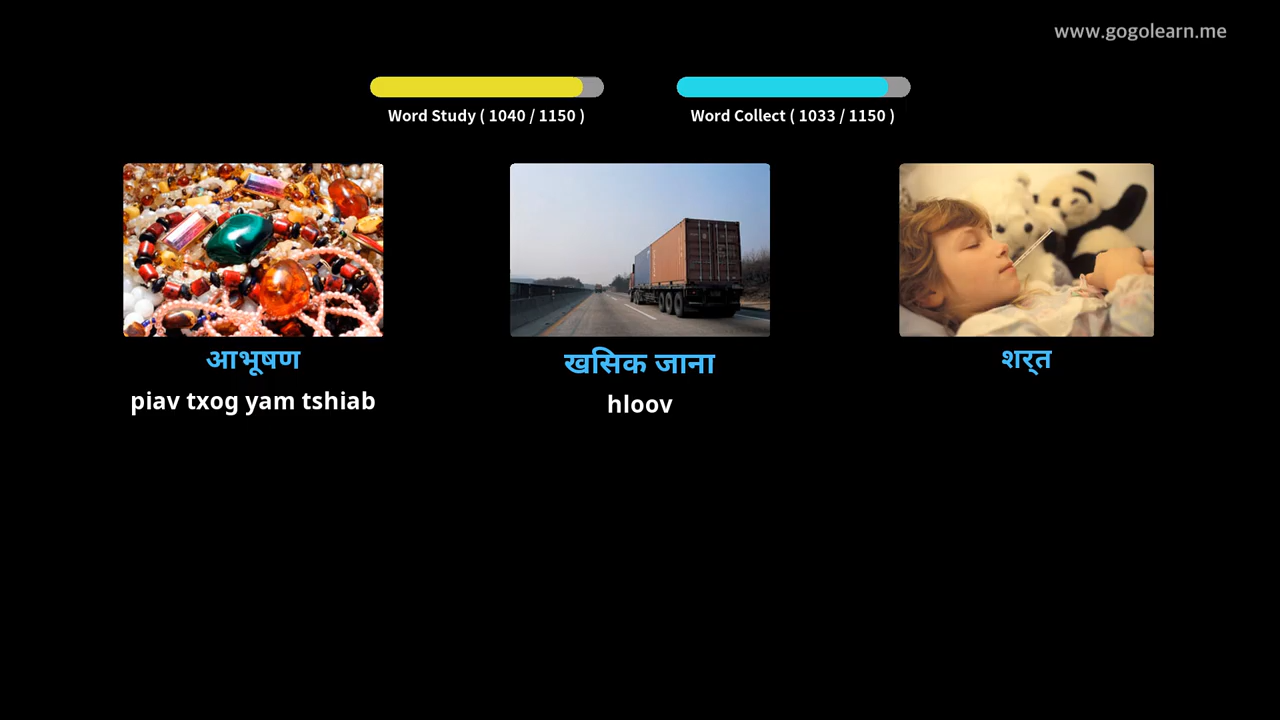 www.gogolearn.me
Word Study ( 1040 / 1150 )
Word Collect ( 1033 / 1150 )
आभूषण
खसिक जाना
शर्त
piav txog yam tshiab
hloov